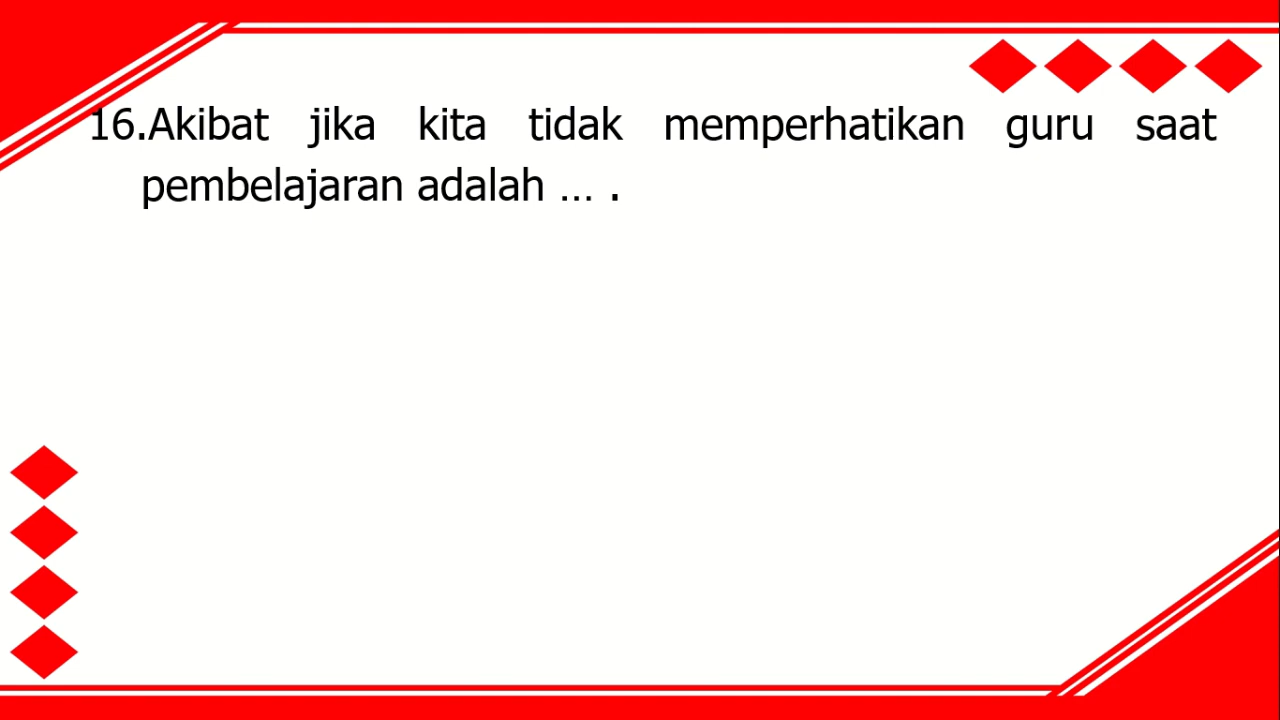 16.Akibat jika kita tidak memperhatikan guru saat
pembelajaran adalah ... .